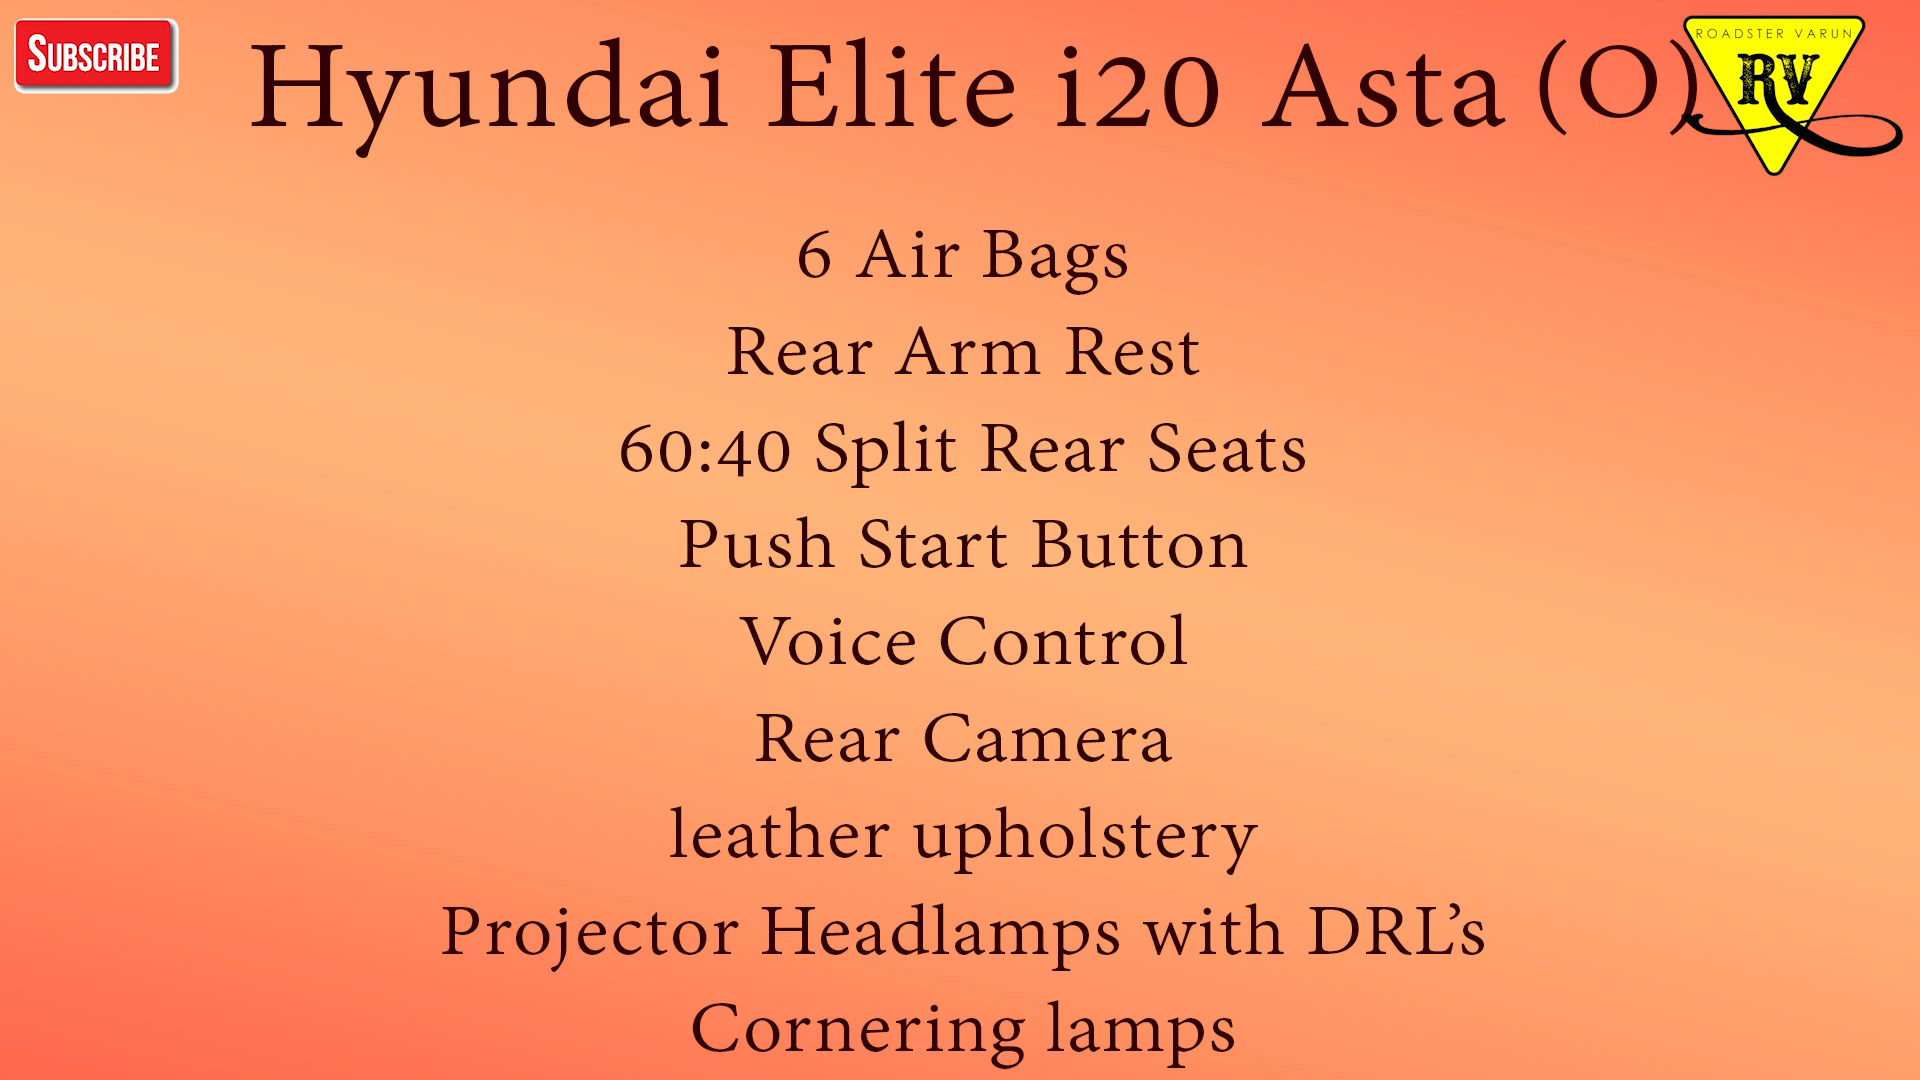 SUBSCRIBE
Hyundai Elite i20 Asta (O)
ROADSTER VARUN
RV
6 Air Bags
Rear Arm Rest
60:40 Split Rear Seats
Push Start Button
Voice Control
Rear Camera
leather upholstery
Projector Headlamps with DRL’s
Cornering lamps